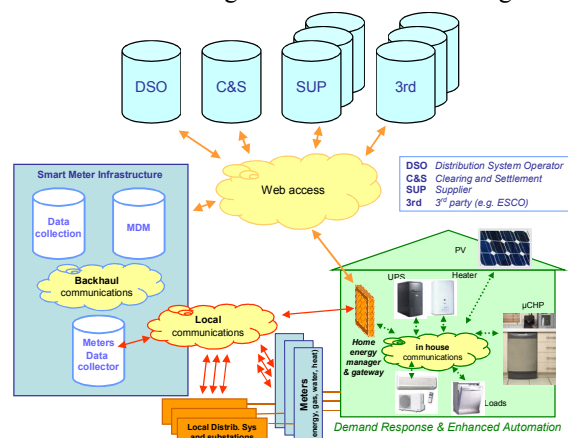 DSO
C&S
SUP
3rd
Smart Meter Infrastructure
Data
collection
MDM
Web access
DSO Distribution System Operator
C&S Clearing and Settlement
SUP Supplier
3rd 3rd party (e.g. ESCO)
PV
UPS
Heater
µCHP
Backhaul
communications
Local
communications
Meters
Data
collector
Home
energy
manager
& gateway
in house
communications
Loads
Meters
(energy, gas, water, heat)
Local Distrib. Sys
and substations
Demand Response & Enhanced Automation